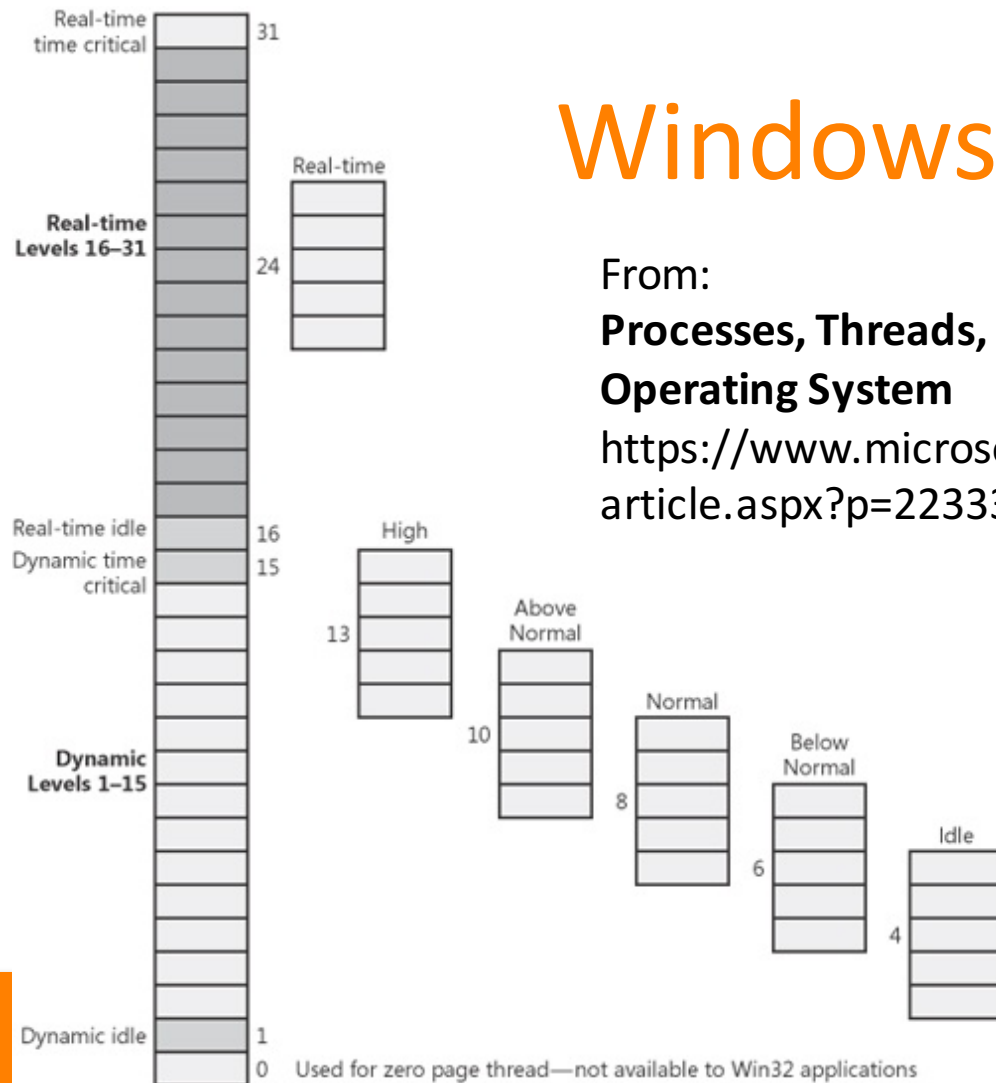 Real-time
time critical
31
Windows
Real-time
Real-time
Levels 16–31
24
From:
Processes, Threads,
Operating System
https://www.microso
article.aspx?p=22333
Real-time idle
16
High
Dynamic time
critical
15
13
Above
Normal
10
Normal
Dynamic
Levels 1–15
Below
Normal
8
Idle
6
4
Dynamic idle
1
0 Used for zero page thread—not available to Win32 applications